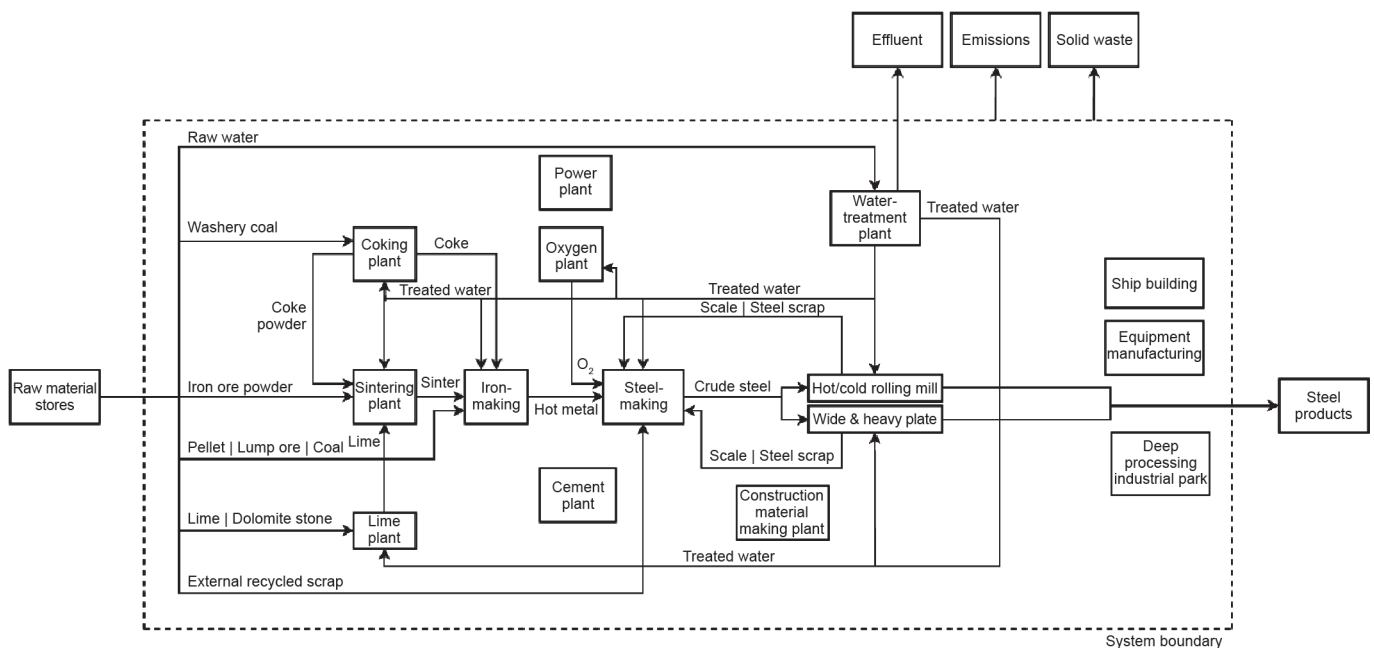 Effluent
Emissions
Solid waste
Raw water
Power
plant
Water-
treatment
plant
Treated water
Washery coal
Coking
plant
Coke
Oxygen
plant
Ship building
Treated water
Treated water
Scale | Steel scrap
Coke
powder
Equipment
manufacturing
Raw material
stores
Iron ore powder
Sintering
plant
Sinter
Iron-
making
Hot metal
O2
Steel-
making
Crude steel
Hot/cold rolling mill
Wide & heavy plate
Steel
products
Pellet | Lump ore | Coal
Lime
Scale | Steel scrap
Deep
processing
industrial park
Cement
plant
Construction
material
making plant
Lime | Dolomite stone
Lime
plant
Treated water
External recycled scrap
System boundary